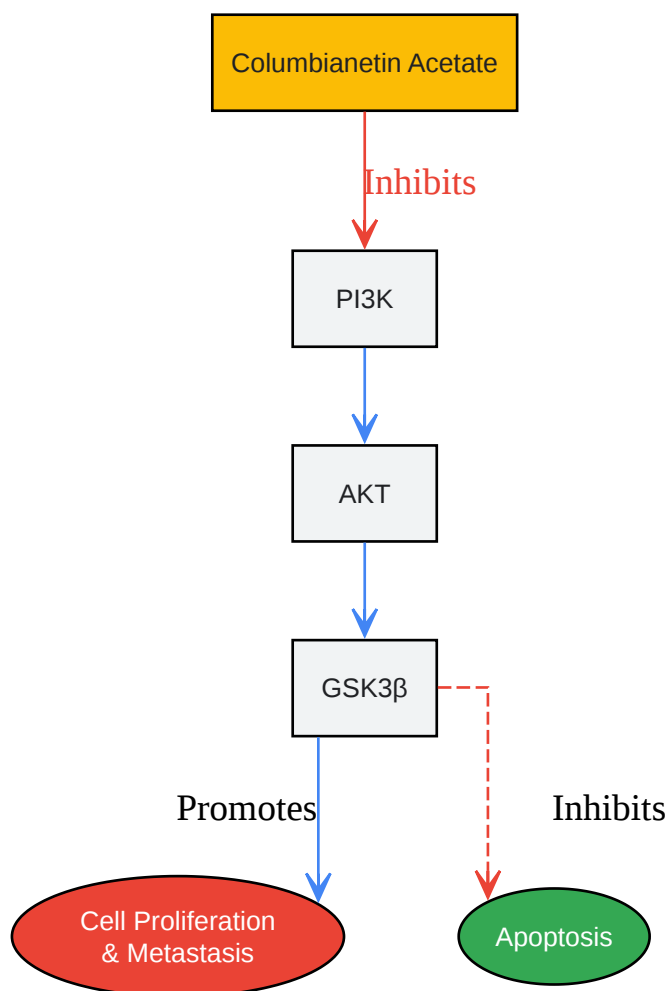 Columbianetin Acetate
Inhibits
PI3K
AKT
GSK3β
Promotes
Inhibits
Cell Proliferation
& Metastasis
Apoptosis